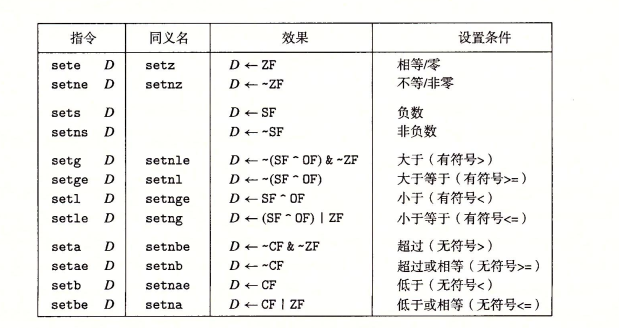 指令 同义名 效果 设置条件
sete D setz D ← ZF 相等/零
setne D setnz D ← ~ZF 不等/非零
sets D D ← SF 负数
setns D D ← ~SF 非负数
setg D setnle D ← ~(SF ^ OF) & ~ZF 大于（有符号>）
setge D setnl D ← ~(SF ^ OF) 大于等于（有符号>=）
setl D setnge D ← SF ^ OF 小于（有符号<）
setle D setng D ← (SF ^ OF) | ZF 小于等于（有符号<=）
seta D setnbe D ← ~CF & ~ZF 超过（无符号>）
setae D setnb D ← ~CF 超过或相等（无符号>=）
setb D setnae D ← CF 低于（无符号<）
setbe D setna D ← CF | ZF 低于或相等（无符号<=）